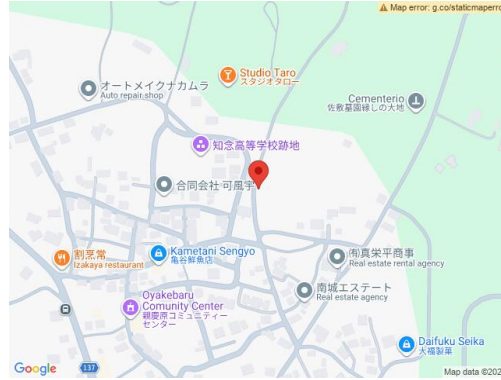 Map error: g.co/staticmaperro
Studio Taro
スタジオタロー
オートメイクナカムラ
Auto repair shop
Cementerio
佐敷墓園縁しの大地
知念高等学校跡地
合同会社 可風宇
割烹常
Izakaya restaurant
Kametani Sengyo
亀谷鮮魚店
㈲真栄平商事
Real estate rental agency
南城エステート
Real estate agency
Oyakebaru
Comunity Center
親慶原コミュニティー
センター
Daifuku Seika
大福製菓
137
Google
Map data ©202